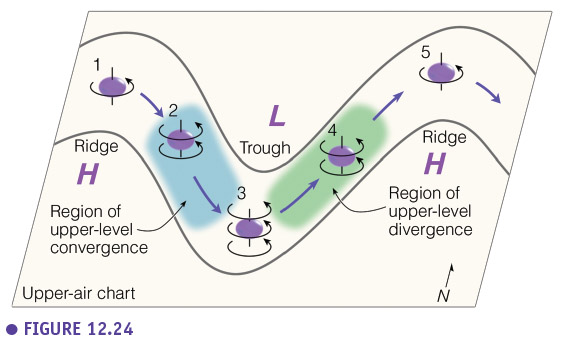 1
2
3
4
5
Ridge
H
L
Trough
Ridge
H
Region of
upper-level
convergence
Region of
upper-level
divergence
N
Upper-air chart
● FIGURE 12.24